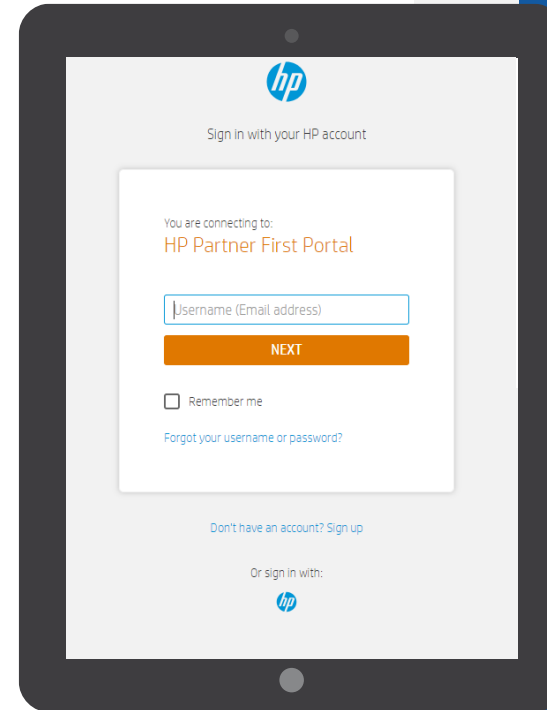 hp
Sign in with your HP account
You are connecting to:
HP Partner First Portal
Username (Email address)
NEXT
Remember me
Forgot your username or password?
Don't have an account? Sign up
Or sign in with:
hp